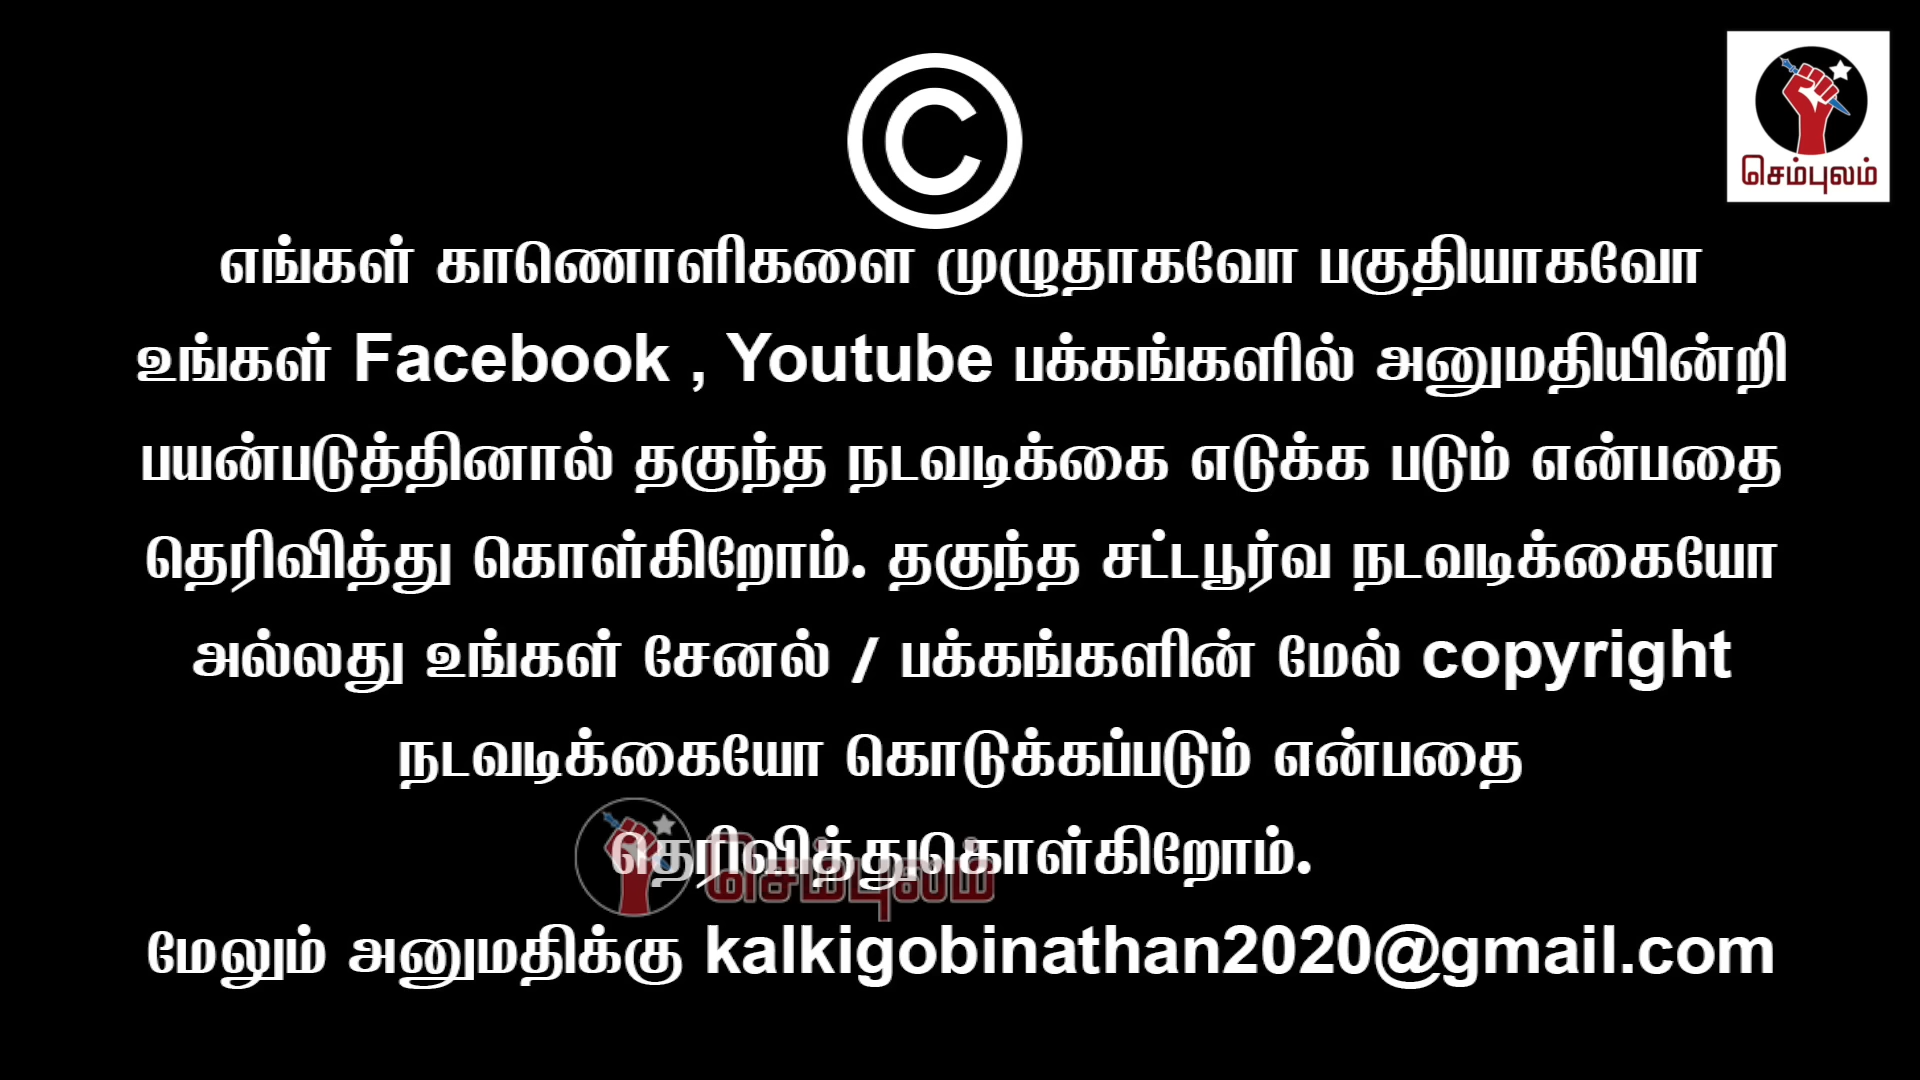 ©
செம்புலம்
எங்கள் காணொளிகளை முழுதாகவோ பகுதியாகவோ
உங்கள் Facebook , Youtube பக்கங்களில் அனுமதியின்றி
பயன்படுத்தினால் தகுந்த நடவடிக்கை எடுக்க படும் என்பதை
தெரிவித்து கொள்கிறோம். தகுந்த சட்டபூர்வ நடவடிக்கையோ
அல்லது உங்கள் சேனல் / பக்கங்களின் மேல் copyright
நடவடிக்கையோ கொடுக்கப்படும் என்பதை
தெரிவித்துகொள்கிறோம்.
செம்புலம்
மேலும் அனுமதிக்கு kalkigobinathan2020@gmail.com